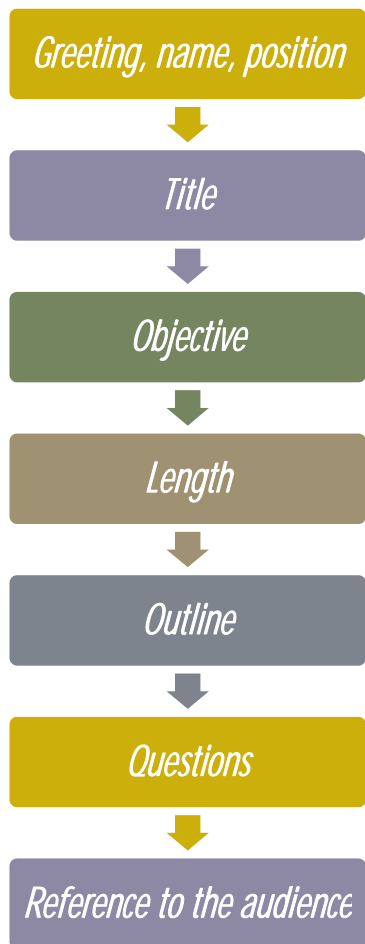 Greeting, name, position
Title
Objective
Length
Outline
Questions
Reference to the audience